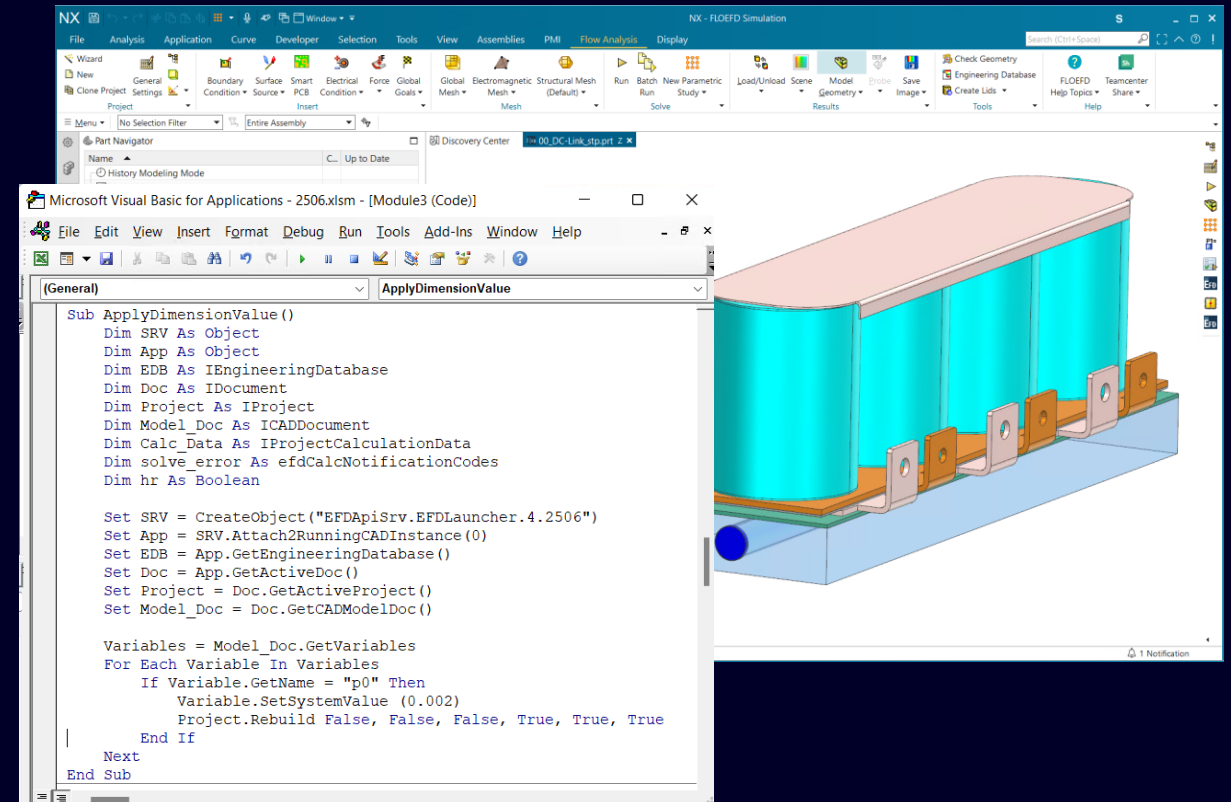 NX Window NX - FLOEFD Simulation S
File Analysis Application Curve Developer Selection Tools View Assemblies PMI Flow Analysis Display Search (Ctrl+Space)
Wizard
New
Clone Project
General Settings
Project
Boundary Condition
Surface Source
Smart PCB
Electrical Condition
Force
Global Goals
Insert
Global Mesh
Electromagnetic Mesh
Structural Mesh (Default)
Mesh
Run
Batch Run
New Parametric Study
Solve
Load/Unload
Scene
Model Geometry
Probe
Save Image
Results
Check Geometry
Engineering Database
Create Lids
Tools
FLOEFD Help Topics
Teamcenter Share
Help
Menu No Selection Filter Entire Assembly
Part Navigator Discovery Center 00_DC-Link_stp.prt
Name C... Up to Date
History Modeling Mode
Microsoft Visual Basic for Applications - 2506.xlsm - [Module3 (Code)]
File Edit View Insert Format Debug Run Tools Add-Ins Window Help
(General) ApplyDimensionValue
Sub ApplyDimensionValue()
Dim SRV As Object
Dim App As Object
Dim EDB As IEngineeringDatabase
Dim Doc As IDocument
Dim Project As IProject
Dim Model_Doc As ICADDocument
Dim Calc_Data As IProjectCalculationData
Dim solve_error As efdCalcNotificationCodes
Dim hr As Boolean
Set SRV = CreateObject("EFDApiSrv.EFDLauncher.4.2506")
Set App = SRV.Attach2RunningCADInstance(0)
Set EDB = App.GetEngineeringDatabase()
Set Doc = App.GetActiveDoc()
Set Project = Doc.GetActiveProject()
Set Model_Doc = Doc.GetCADModelDoc()
Variables = Model_Doc.GetVariables
For Each Variable In Variables
If Variable.GetName = "p0" Then
Variable.SetSystemValue (0.002)
Project.Rebuild False, False, False, True, True, True
End If
Next
End Sub
EFD
EFD
1 Notification